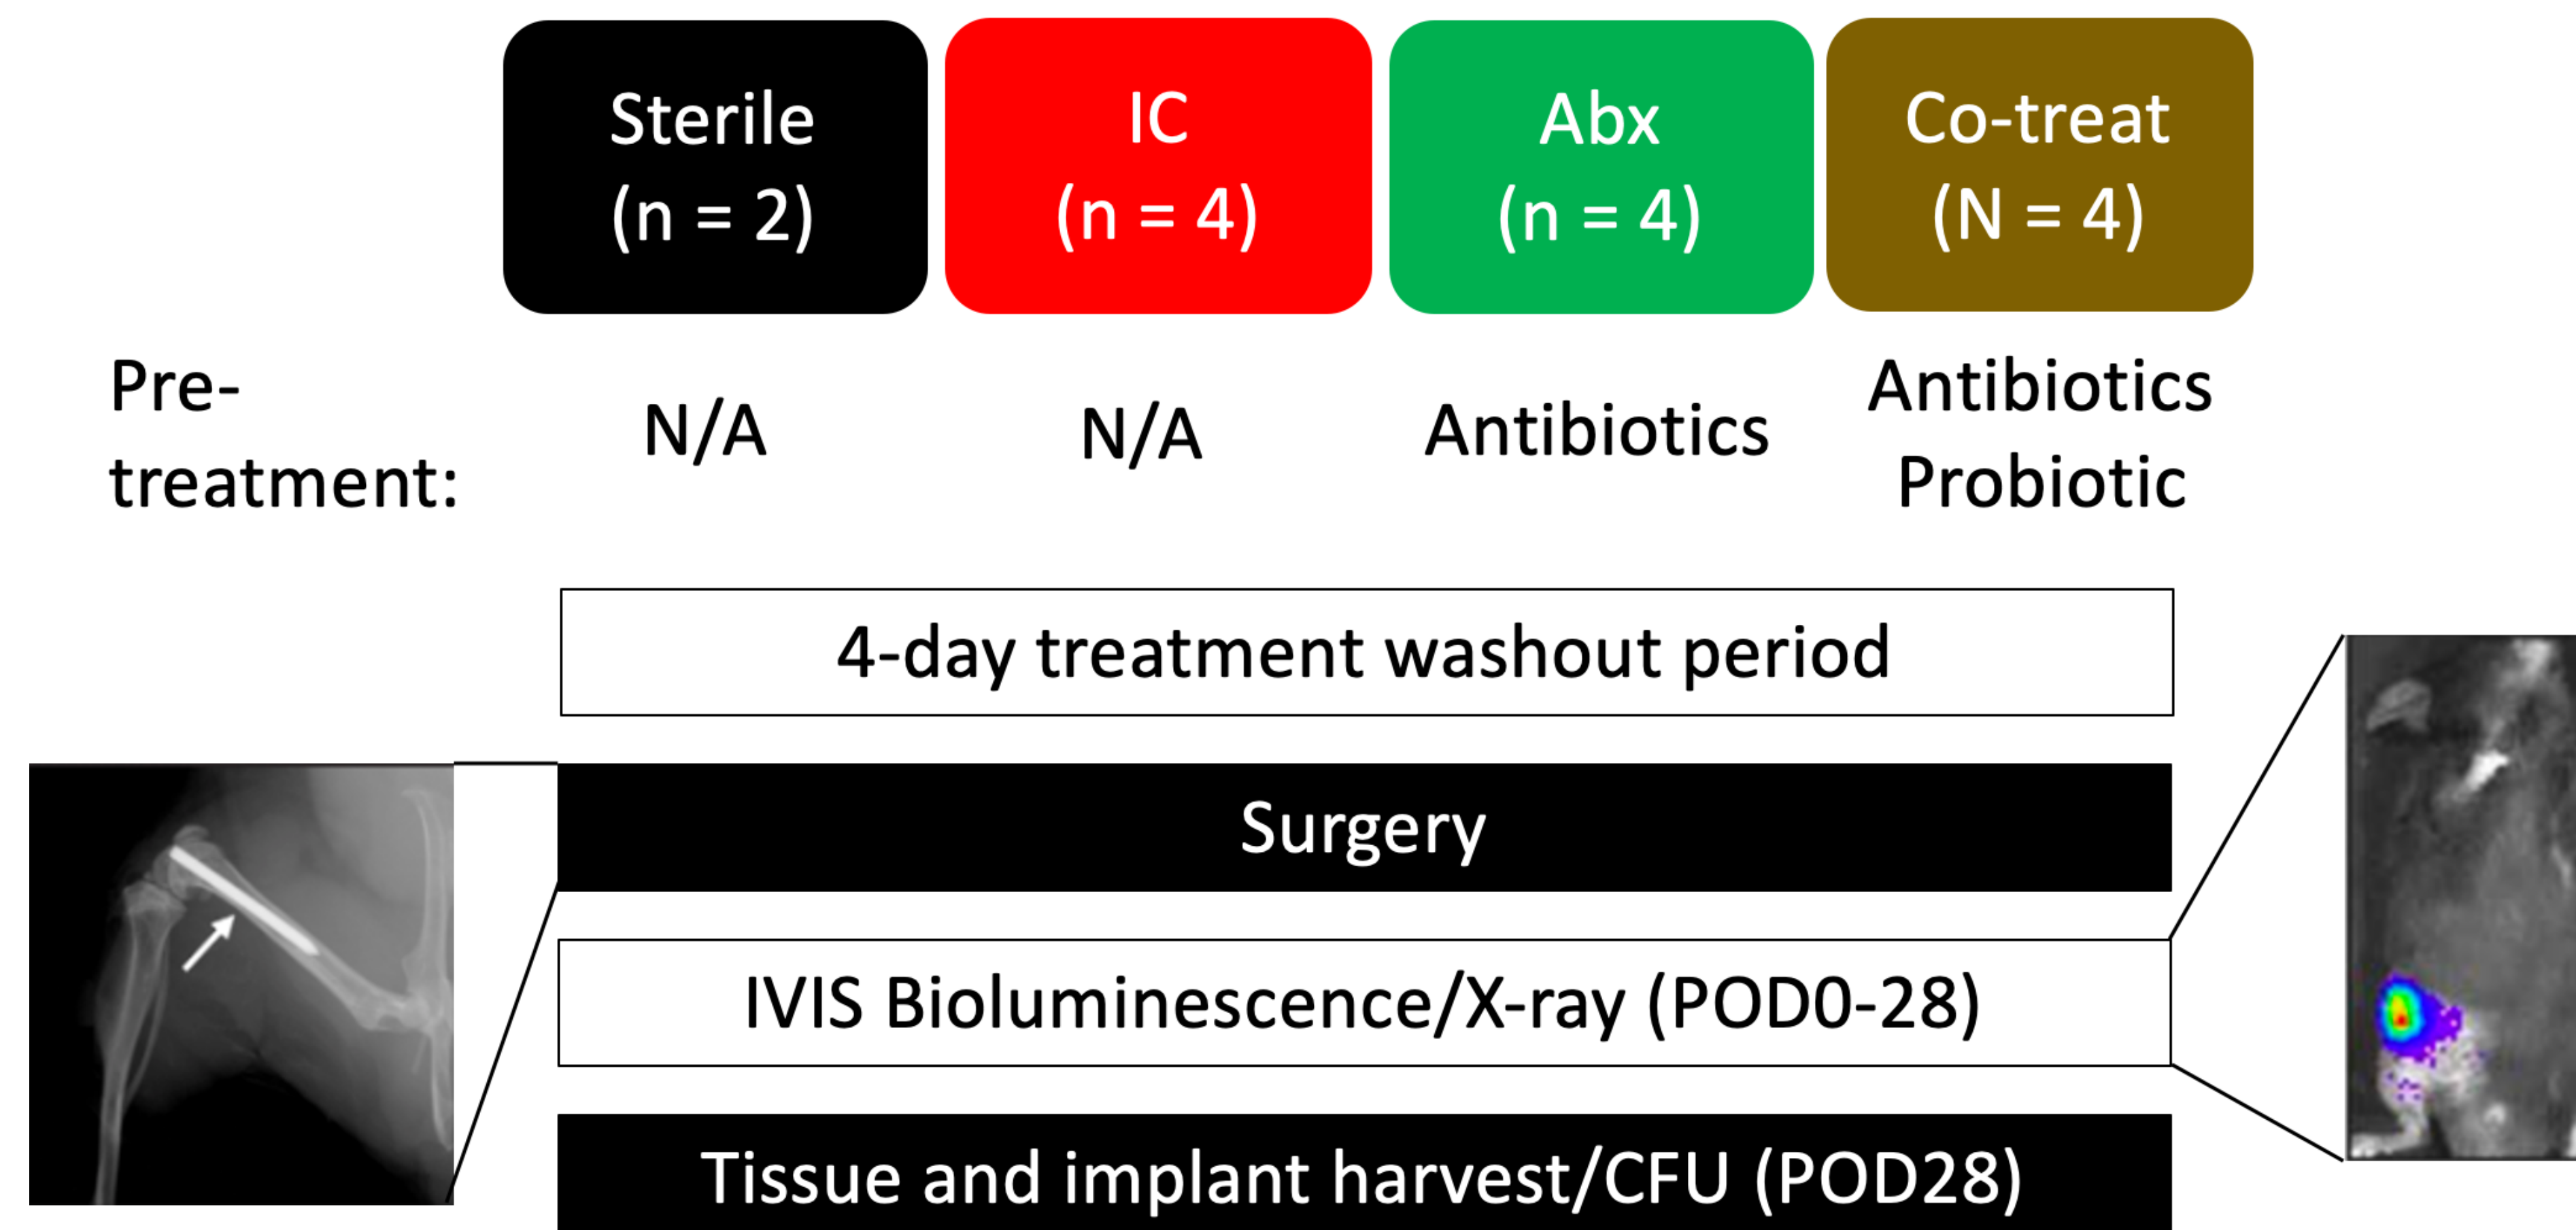 Sterile
(n = 2)
IC
(n = 4)
Abx
(n = 4)
Co-treat
(N = 4)
Pre-
treatment:
N/A
N/A
Antibiotics
Antibiotics
Probiotic
4-day treatment washout period
Surgery
IVIS Bioluminescence/X-ray (POD0-28)
Tissue and implant harvest/CFU (POD28)